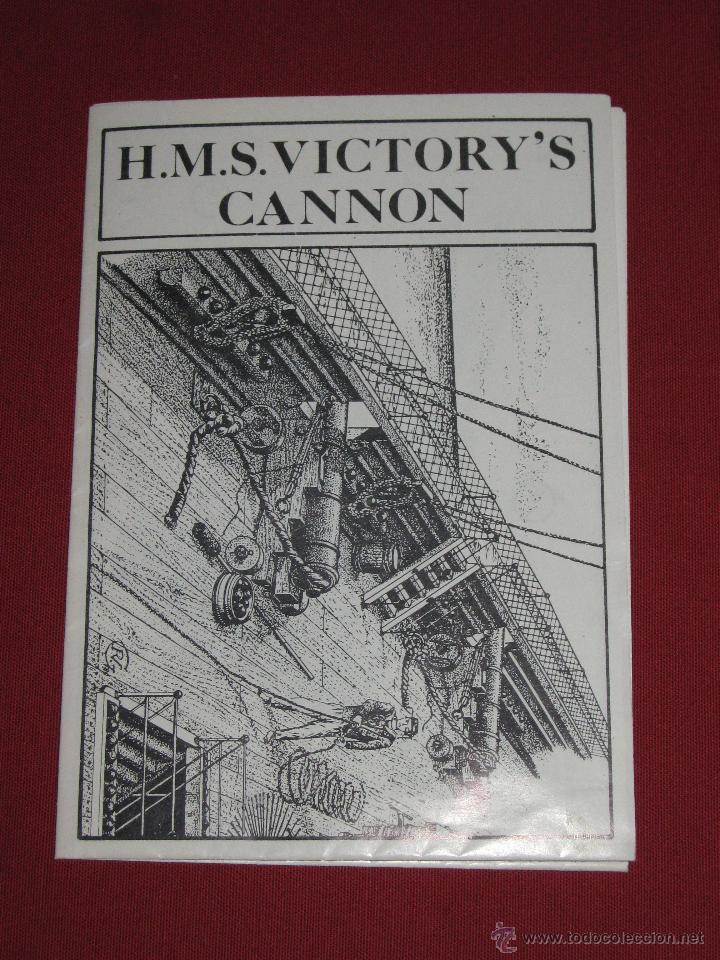 H.M.S. VICTORY'S
CANNON
© www.todocoleccion.net